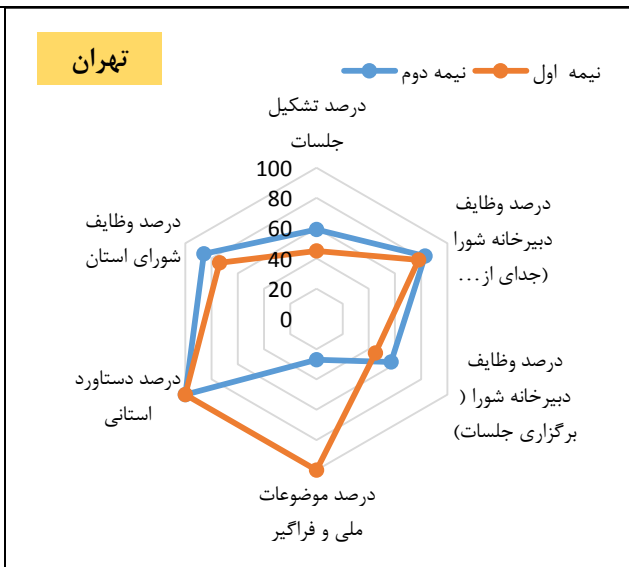 تهران
نیمه اول
نیمه دوم
درصد تشکیل
جلسات
100
80
60
40
20
0
درصد وظایف
دبیرخانه شورا
(جدای از...
درصد وظایف
دبیرخانه شورا (
برگزاری جلسات)
درصد موضوعات
ملی و فراگیر
درصد دستاورد
استانی
درصد وظایف
شورای استان